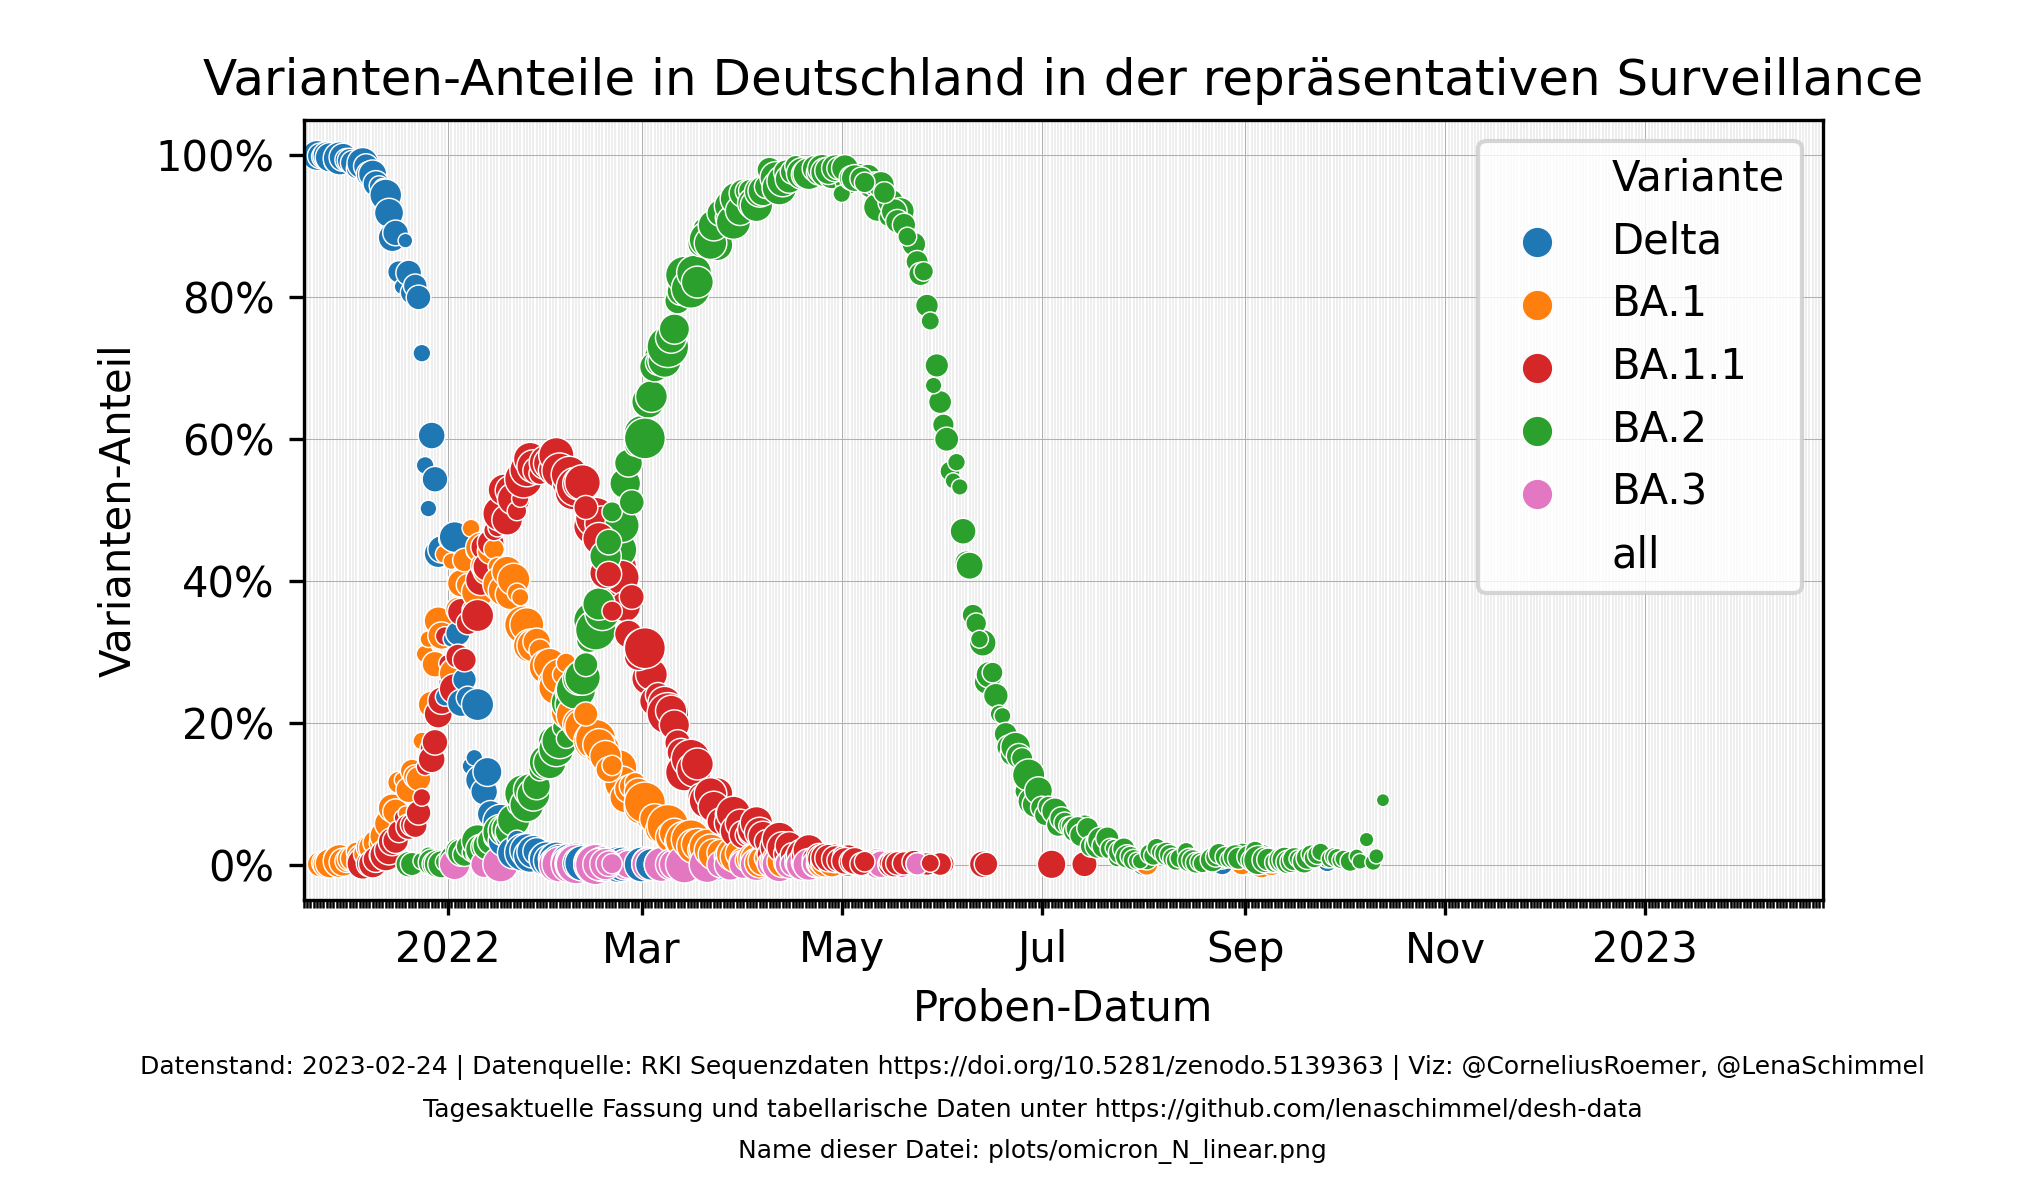 Varianten-Anteile in Deutschland in der repräsentativen Surveillance
100%
80%
60%
40%
20%
0%
Varianten-Anteil
Variante
Delta
BA.1
BA.1.1
BA.2
BA.3
all
2022
Mar
May
Jul
Sep
Nov
2023
Proben-Datum
Datenstand: 2023-02-24 | Datenquelle: RKI Sequenzdaten https://doi.org/10.5281/zenodo.5139363 | Viz: @CorneliusRoemer, @LenaSchimmel
Tagesaktuelle Fassung und tabellarische Daten unter https://github.com/lenaschimmel/desh-data
Name dieser Datei: plots/omicron_N_linear.png